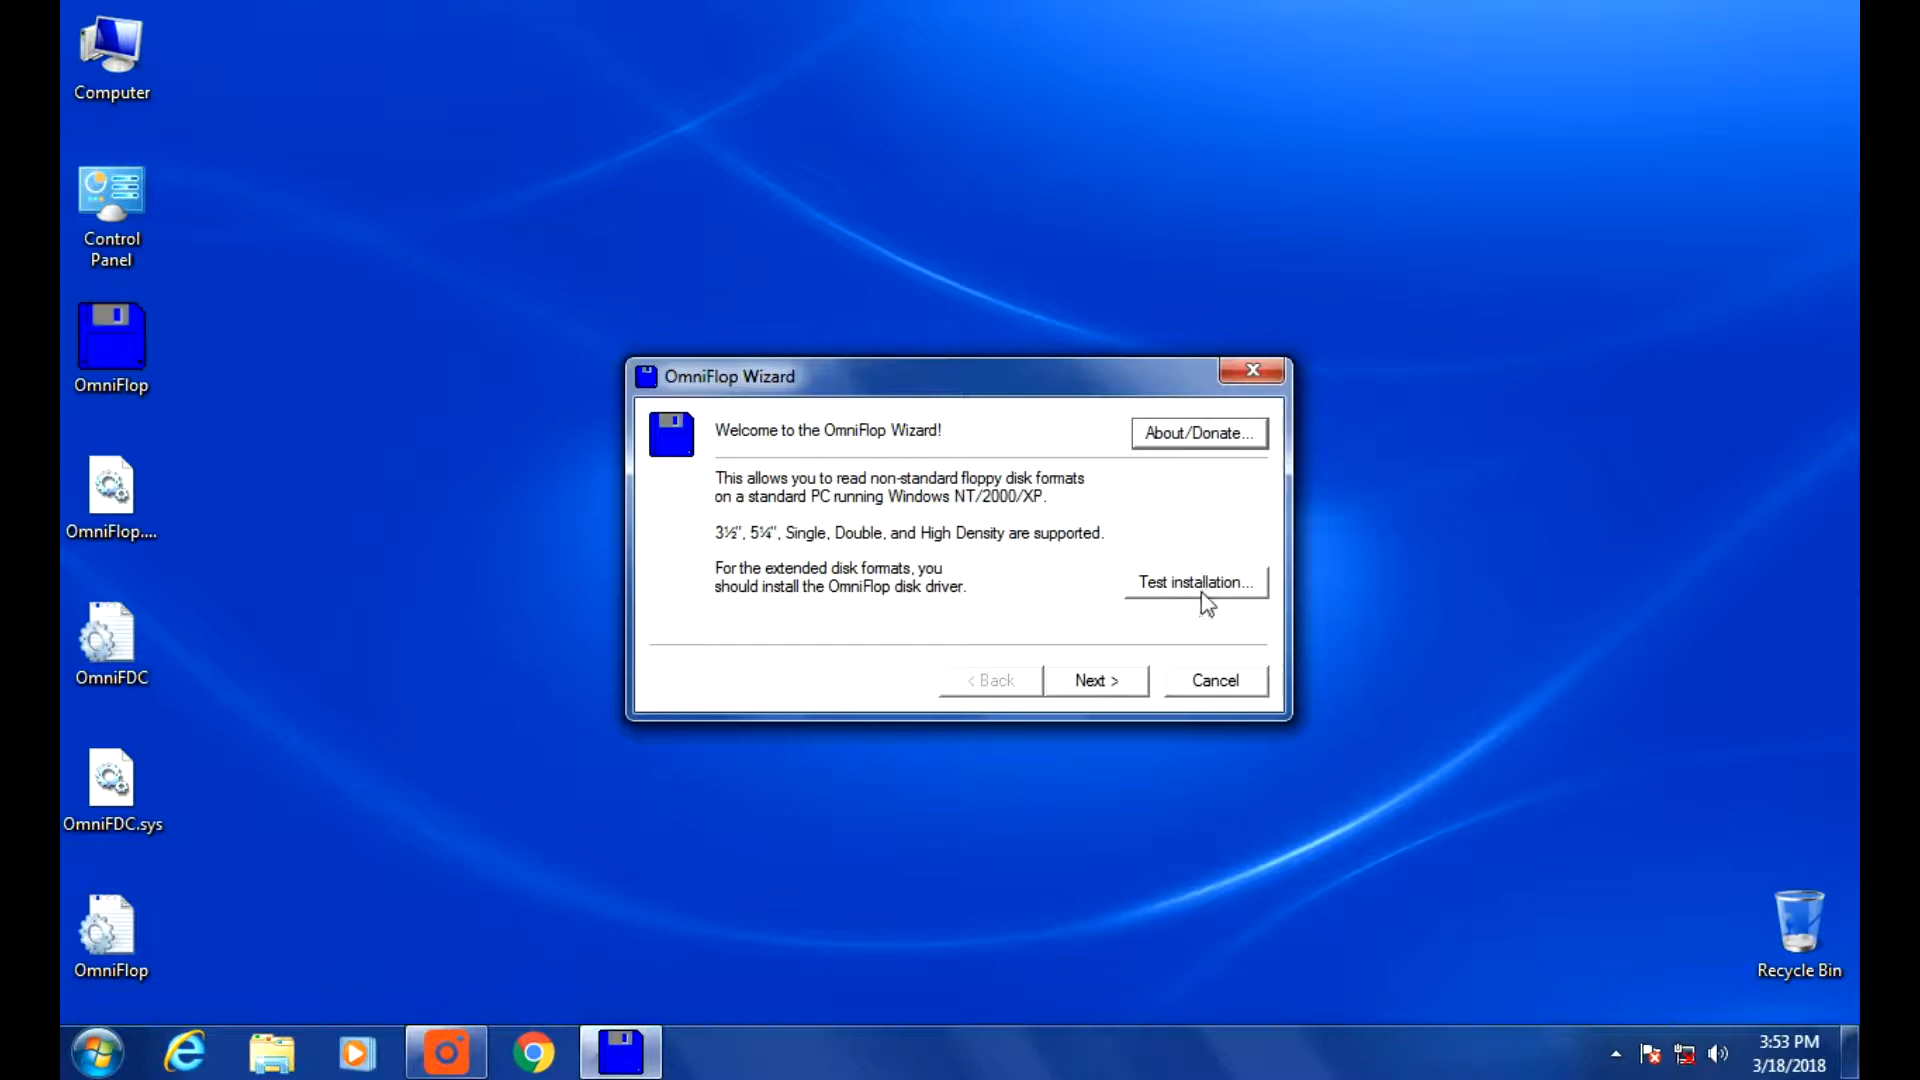 Computer
Control
Panel
OmniFlop
OmniFlop....
OmniFDC
OmniFDC.sys
OmniFlop
OmniFlop Wizard
Welcome to the OmniFlop Wizard!
About/Donate...
This allows you to read non-standard floppy disk formats
on a standard PC running Windows NT/2000/XP.
3½", 5¼", Single, Double, and High Density are supported.
For the extended disk formats, you
should install the OmniFlop disk driver.
Test installation...
< Back
Next >
Cancel
Recycle Bin
3:53 PM
3/18/2018